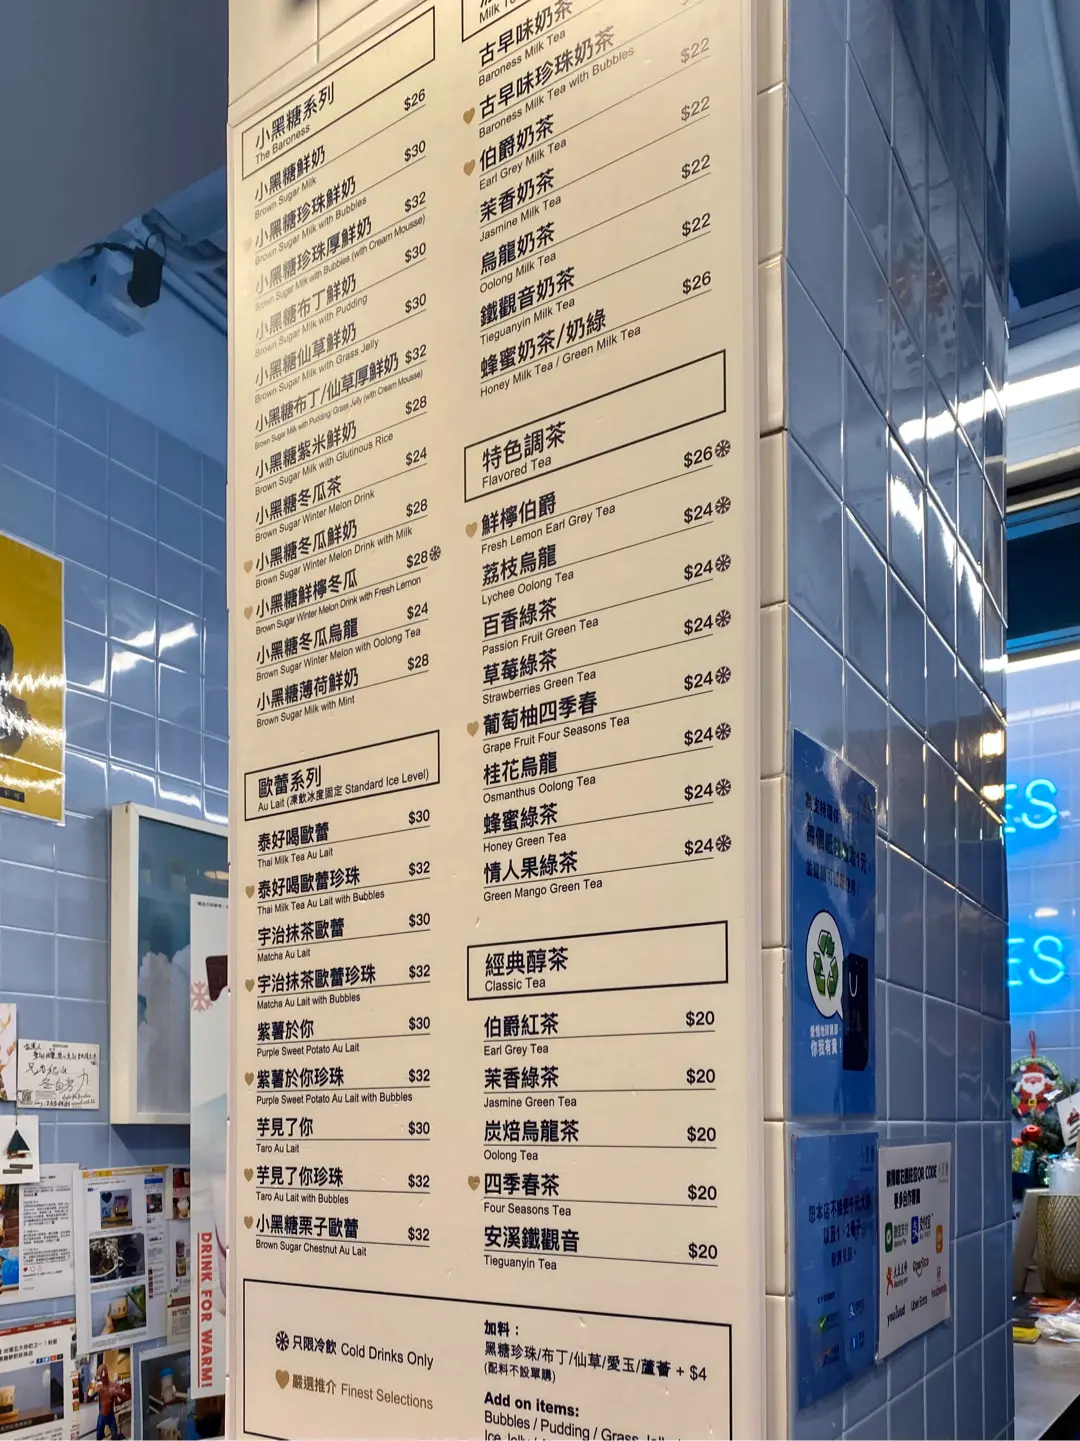 小黑糖系列
The Baroness
小黑糖鮮奶 $26
Brown Sugar Milk
小黑糖珍珠鮮奶 $30
Brown Sugar Milk with Bubbles
小黑糖珍珠厚鮮奶 $32
Brown Sugar Milk with Bubbles (with Cream Mousse)
小黑糖布丁鮮奶 $30
Brown Sugar Milk with Pudding
小黑糖仙草鮮奶 $30
Brown Sugar Milk with Grass Jelly
小黑糖布丁/仙草厚鮮奶 $32
Brown Sugar Milk with Pudding/ Grass Jelly (with Cream Mousse)
小黑糖紫米鮮奶 $28
Brown Sugar Milk with Glutinous Rice
小黑糖冬瓜茶 $24
Brown Sugar Winter Melon Drink
小黑糖冬瓜鮮奶 $28
Brown Sugar Winter Melon Drink with Milk
小黑糖鮮檸冬瓜 $28
Brown Sugar Winter Melon Drink with Fresh Lemon
小黑糖冬瓜烏龍 $24
Brown Sugar Winter Melon with Oolong Tea
小黑糖薄荷鮮奶 $28
Brown Sugar Milk with Mint
歐蕾系列
Au Lait (凍飲冰度固定 Standard Ice Level)
泰好喝歐蕾 $30
Thai Milk Tea Au Lait
泰好喝歐蕾珍珠 $32
Thai Milk Tea Au Lait with Bubbles
宇治抹茶歐蕾 $30
Matcha Au Lait
宇治抹茶歐蕾珍珠 $32
Matcha Au Lait with Bubbles
紫薯於你 $30
Purple Sweet Potato Au Lait
紫薯於你珍珠 $32
Purple Sweet Potato Au Lait with Bubbles
芋見了你 $30
Taro Au Lait
芋見了你珍珠 $32
Taro Au Lait with Bubbles
小黑糖栗子歐蕾 $32
Brown Sugar Chestnut Au Lait
古早味奶茶
Baroness Milk Tea
古早味珍珠奶茶 $22
Baroness Milk Tea with Bubbles
伯爵奶茶 $22
Earl Grey Milk Tea
茉香奶茶 $22
Jasmine Milk Tea
烏龍奶茶 $22
Oolong Milk Tea
鐵觀音奶茶 $26
Tieguanyin Milk Tea
蜂蜜奶茶/奶綠
Honey Milk Tea / Green Milk Tea
特色調茶
Flavored Tea
鮮檸伯爵 $26
Fresh Lemon Earl Grey Tea
荔枝烏龍 $24
Lychee Oolong Tea
百香綠茶 $24
Passion Fruit Green Tea
草莓綠茶 $24
Strawberries Green Tea
葡萄柚四季春 $24
Grape Fruit Four Seasons Tea
桂花烏龍 $24
Osmanthus Oolong Tea
蜂蜜綠茶 $24
Honey Green Tea
情人果綠茶 $24
Green Mango Green Tea
經典醇茶
Classic Tea
伯爵紅茶 $20
Earl Grey Tea
茉香綠茶 $20
Jasmine Green Tea
炭焙烏龍茶 $20
Oolong Tea
四季春茶 $20
Four Seasons Tea
安溪鐵觀音 $20
Tieguanyin Tea
只限冷飲 Cold Drinks Only
嚴選推介 Finest Selections
加料：
黑糖珍珠/布丁/仙草/愛玉/蘆薈 + $4
(配料不設單購)
Add on items:
Bubbles / Pudding / Grass
DRINK FOR WARM!
ES
ES
你我有責！
QR CODE
OpenRice
Uber Eats
foodpanda